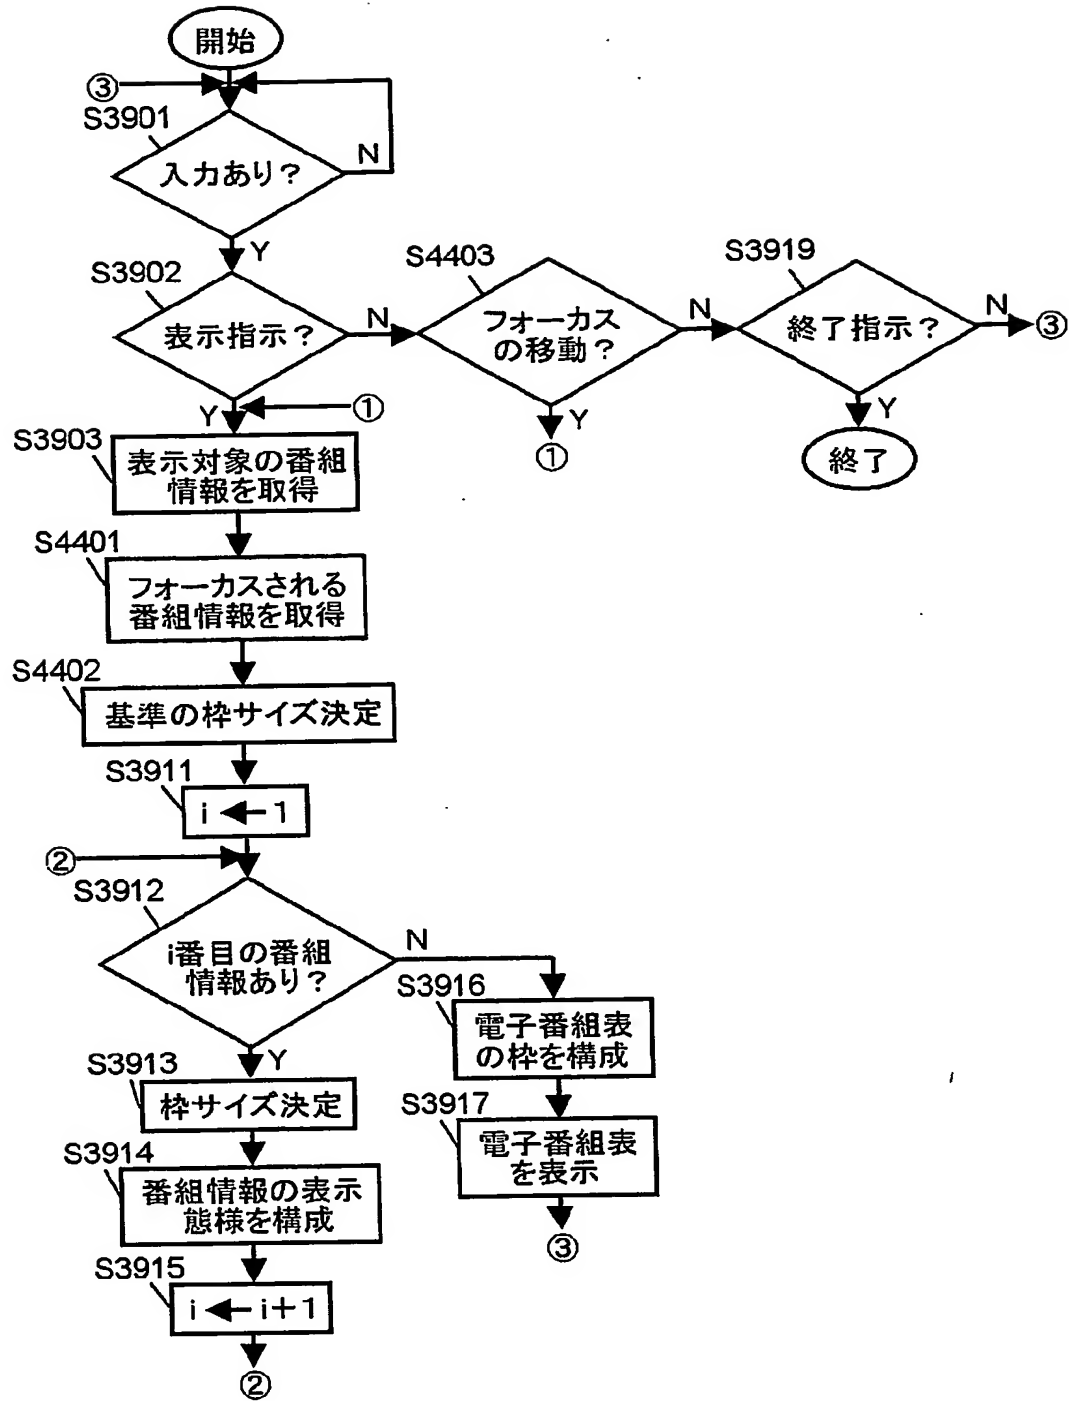 開始
③
S3901
入力あり?
N
Y
S3902
表示指示?
N
S4403
フォーカス
の移動?
N
S3919
終了指示?
N
③
Y
①
Y
①
Y
終了
S3903
表示対象の番組
情報を取得
S4401
フォーカスされる
番組情報を取得
S4402
基準の枠サイズ決定
S3911
i←1
②
S3912
i番目の番組
情報あり?
N
Y
S3916
電子番組表
の枠を構成
S3917
電子番組表
を表示
③
S3913
枠サイズ決定
S3914
番組情報の表示
態様を構成
S3915
i←i+1
②